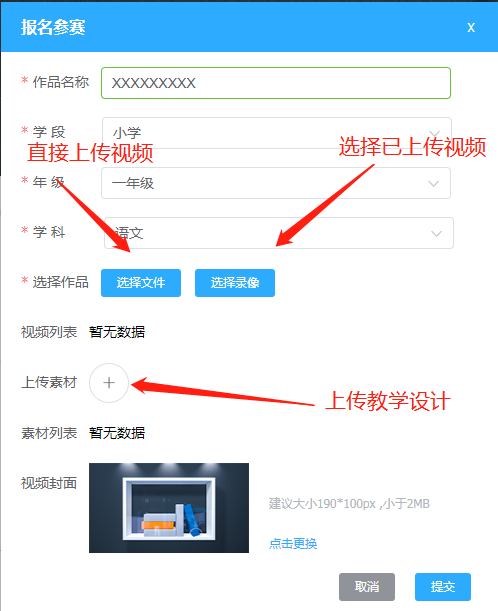 报名参赛 x
* 作品名称 XXXXXXXXX
* 学 段 小学
直接上传视频 选择已上传视频
* 年 级 一年级
* 学 科 语文
* 选择作品 选择文件 选择录像
视频列表 暂无数据
上传素材 +
上传教学设计
素材列表 暂无数据
视频封面
建议大小190*100px ,小于2MB
点击更换
取消 提交